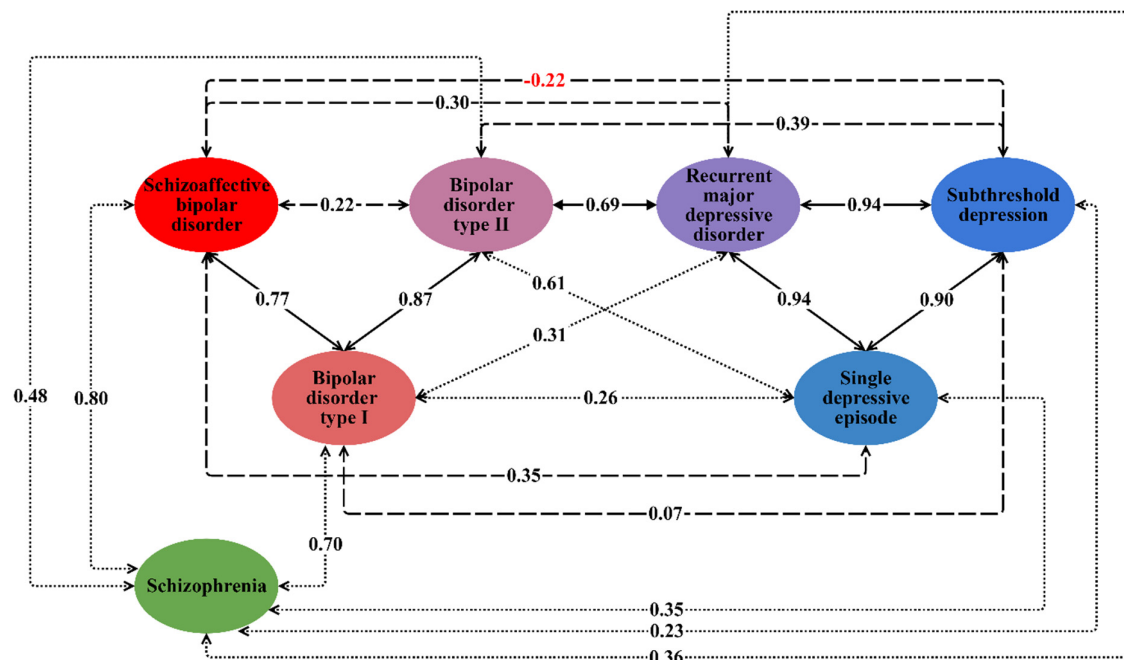 -0.22
0.30
0.39
Schizoaffective
bipolar
disorder
0.22
Bipolar
disorder
type II
0.69
Recurrent
major
depressive
disorder
0.94
Subthreshold
depression
0.61
0.77
0.87
0.94
0.90
0.31
0.48
0.80
Bipolar
disorder
type I
0.26
Single
depressive
episode
0.35
0.07
0.70
Schizophrenia
0.35
0.23
0.36